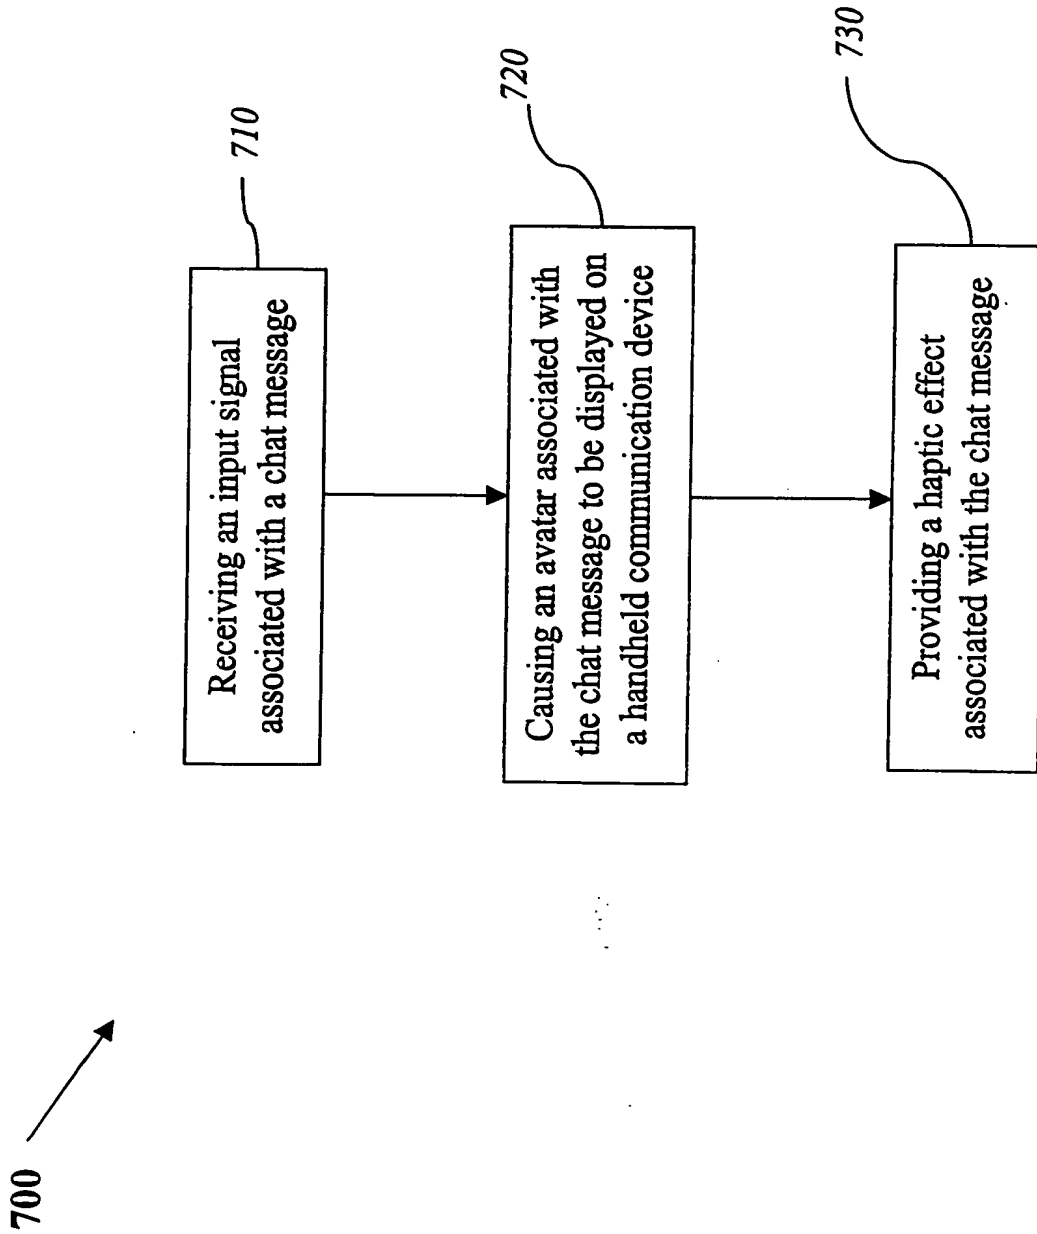 700
Receiving an input signal
associated with a chat message
710
Causing an avatar associated with
the chat message to be displayed on
a handheld communication device
720
Providing a haptic effect
associated with the chat message
730